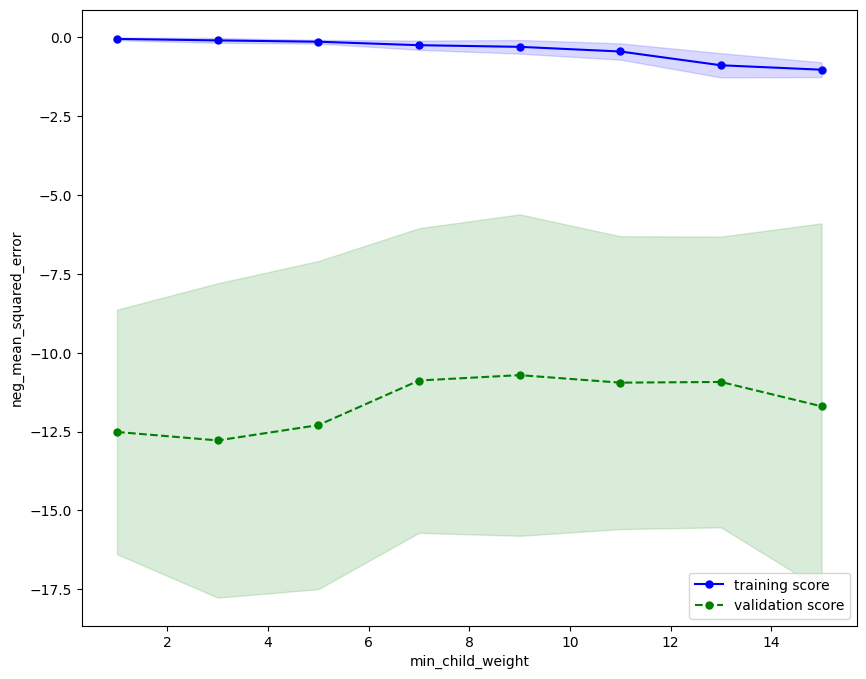 0.0
−2.5
−5.0
−7.5
−10.0
−12.5
−15.0
−17.5
neg_mean_squared_error
2 4 6 8 10 12 14
min_child_weight
training score
validation score